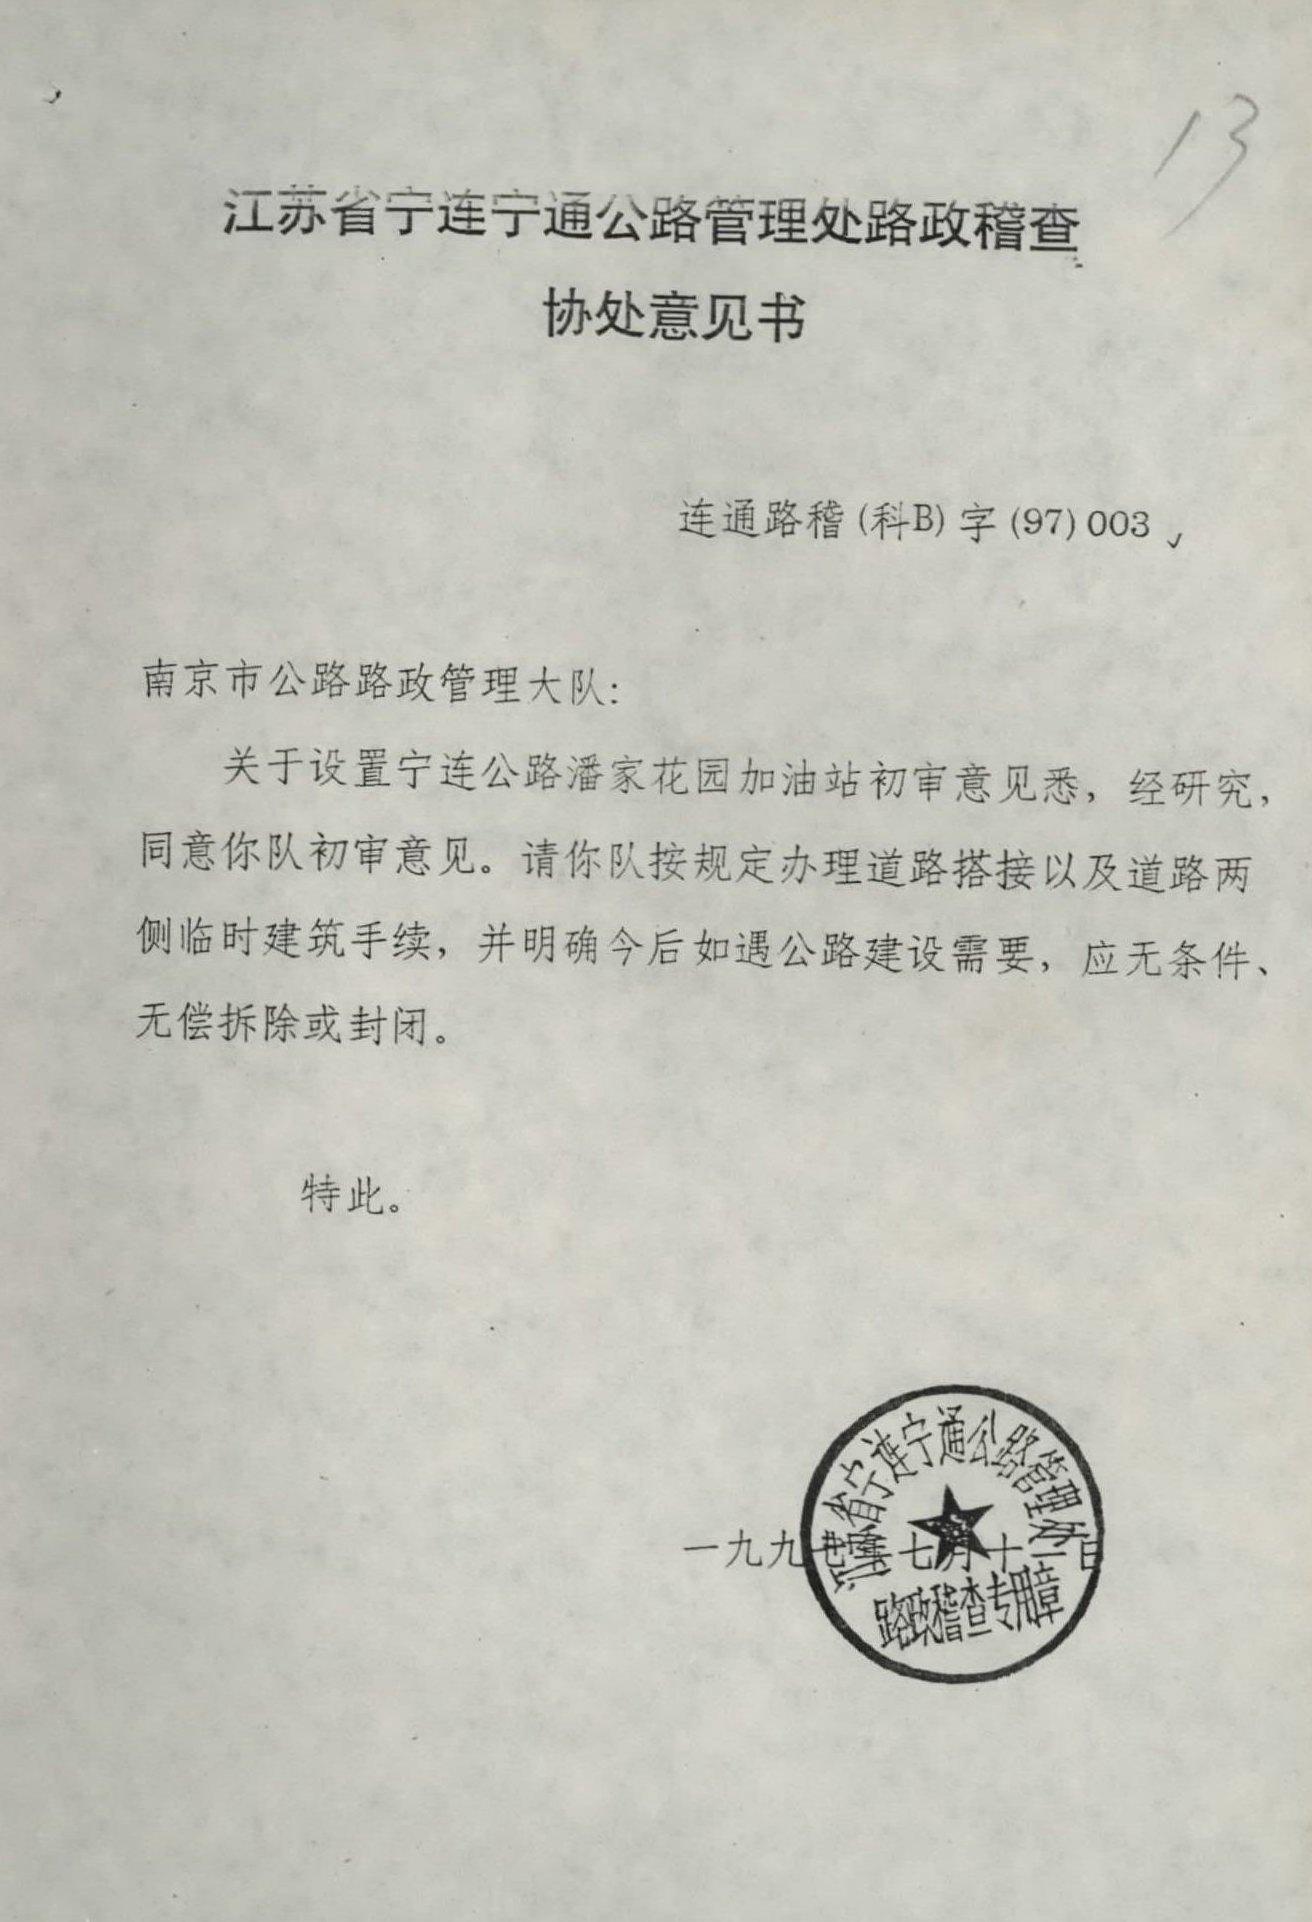 13
江苏省宁连宁通公路管理处路政稽查
协处意见书
连通路稽(科B)字(97)003
南京市公路路政管理大队:
关于设置宁连公路潘家花园加油站初审意见悉，经研究，
同意你队初审意见。请你队按规定办理道路搭接以及道路两
侧临时建筑手续，并明确今后如遇公路建设需要，应无条件、
无偿拆除或封闭。
特此。
江苏省宁连宁通公路管理处
一九九七年七月十一日
路政稽查专用章